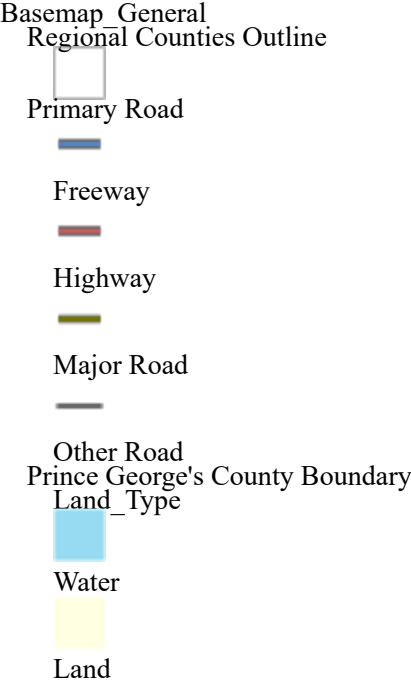 Basemap_General
Regional Counties Outline
Primary Road
Freeway
Highway
Major Road
Other Road
Prince George's County Boundary
Land_Type
Water
Land